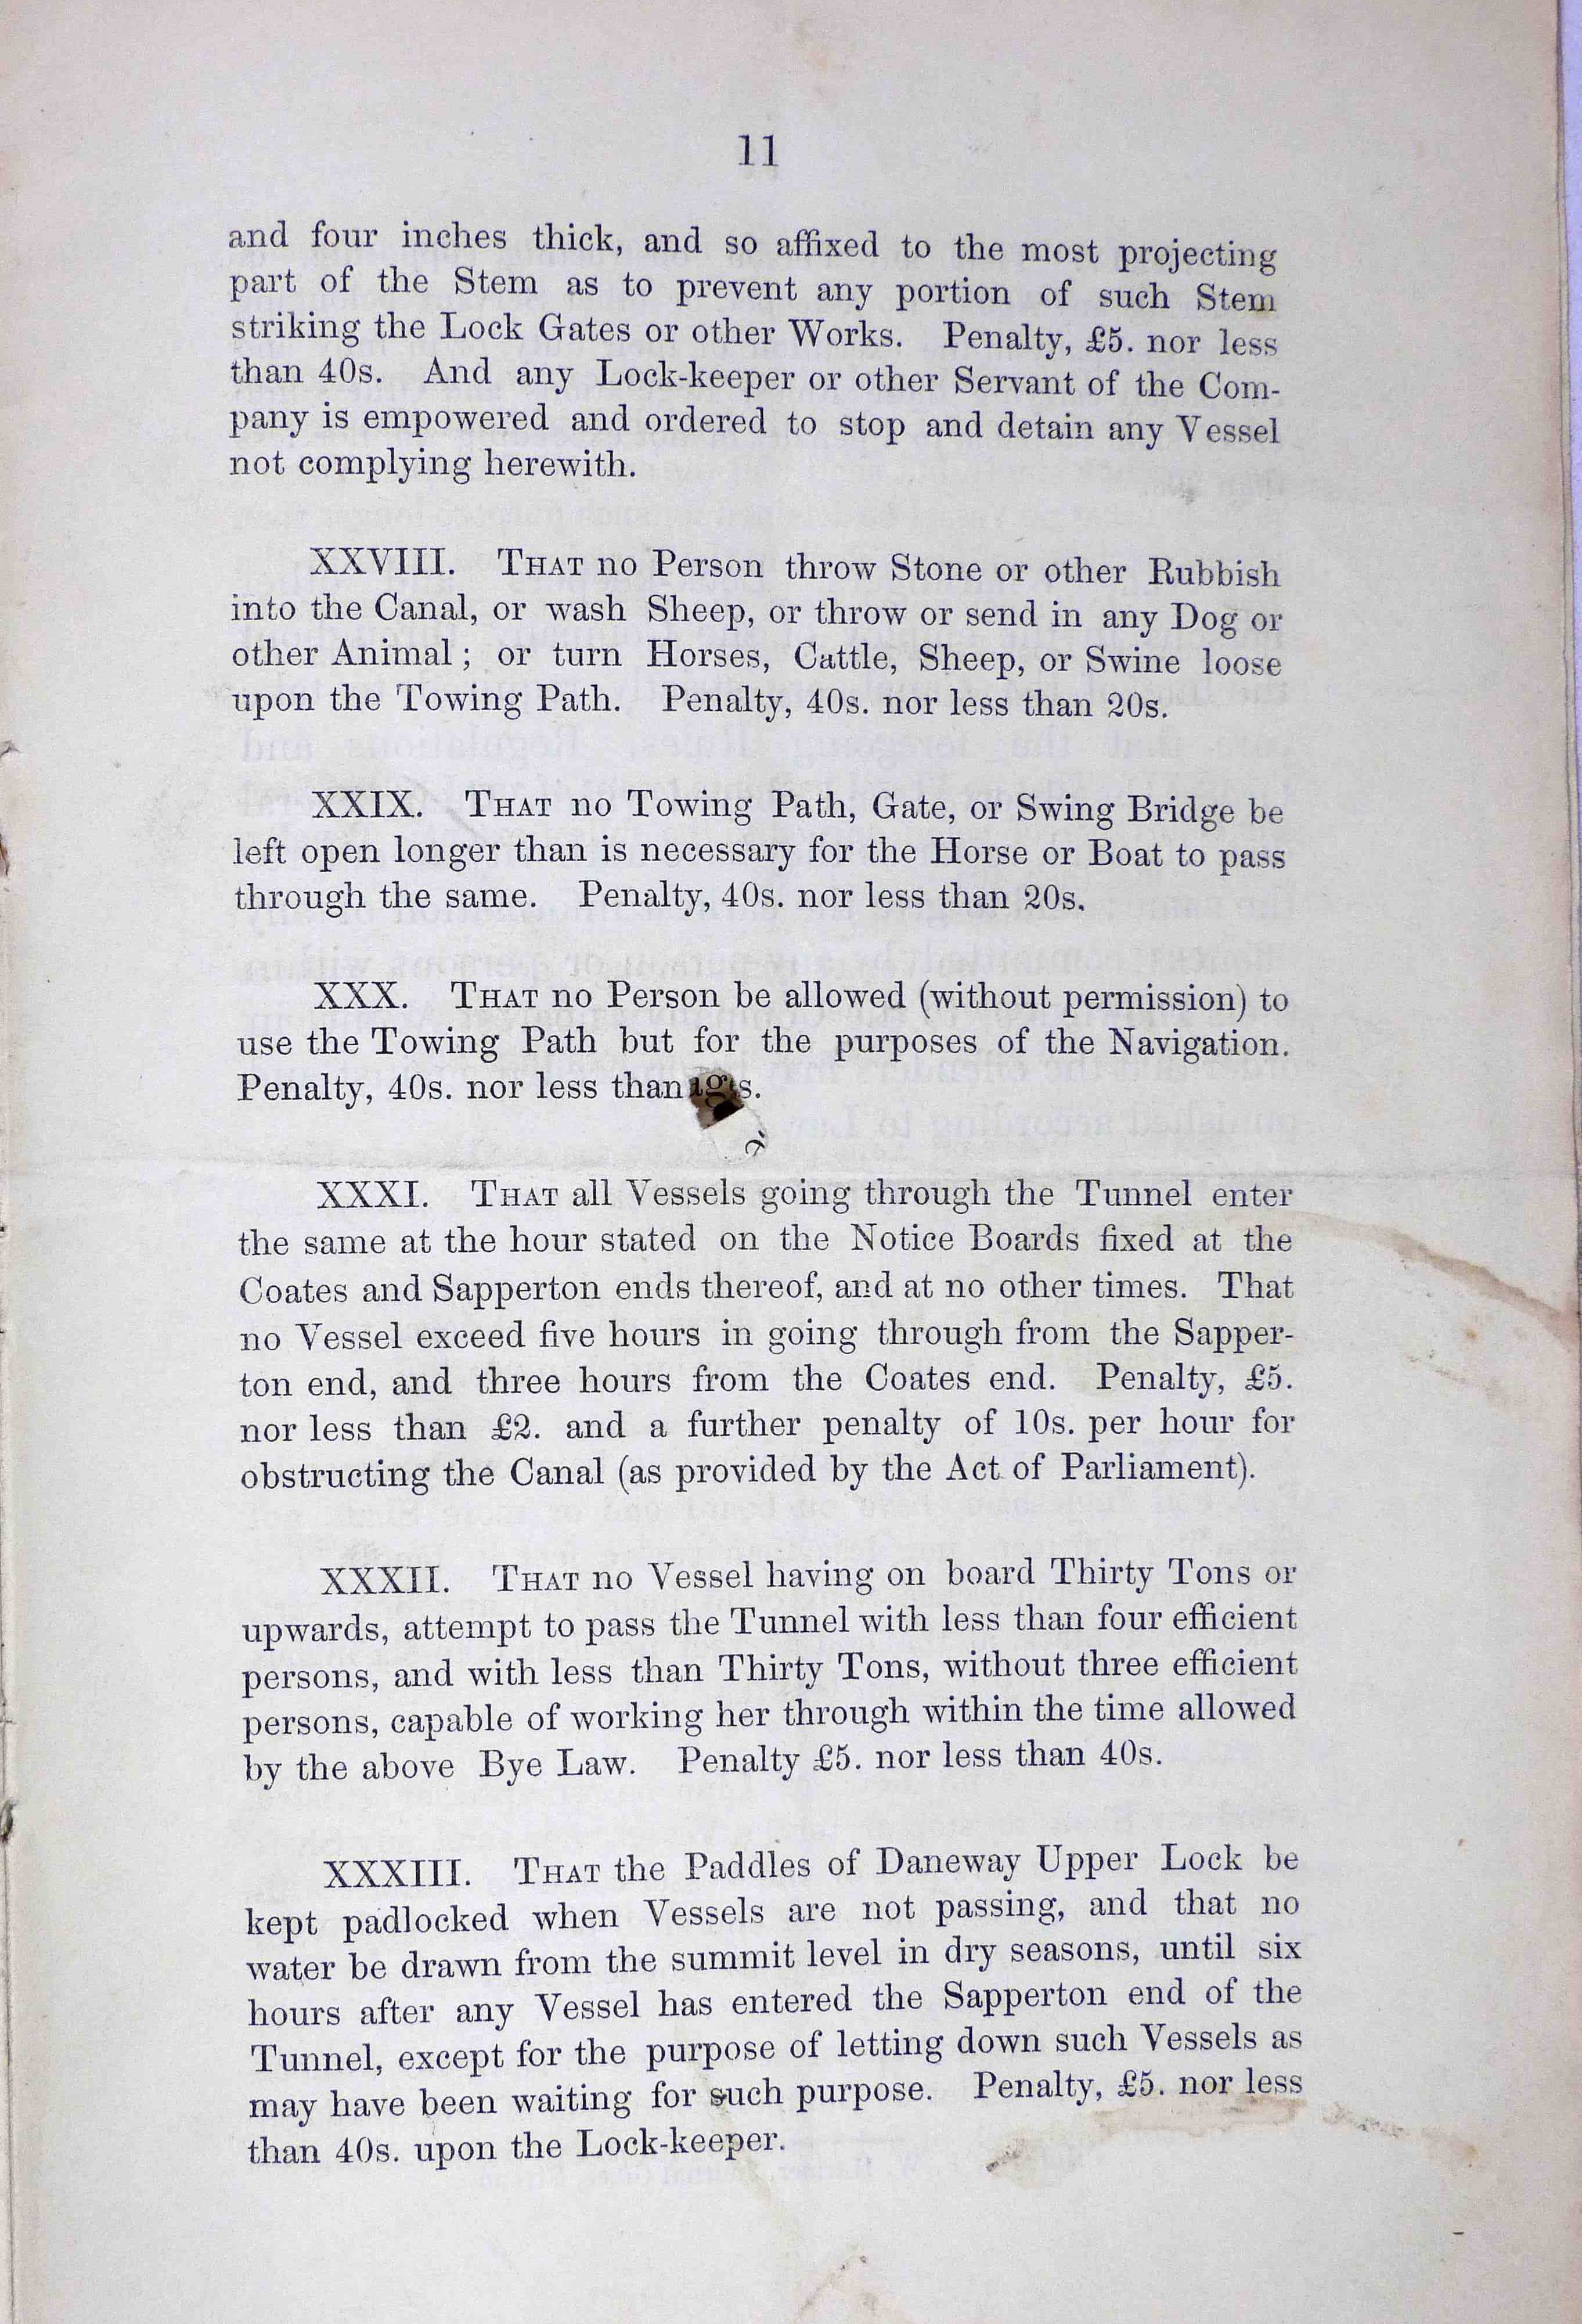 11
and four inches thick, and so affixed to the most projecting
part of the Stem as to prevent any portion of such Stem
striking the Lock Gates or other Works. Penalty, £5. nor less
than 40s. And any Lock-keeper or other Servant of the Com-
pany is empowered and ordered to stop and detain any Vessel
not complying herewith.
XXVIII. THAT no Person throw Stone or other Rubbish
into the Canal, or wash Sheep, or throw or send in any Dog or
other Animal; or turn Horses, Cattle, Sheep, or Swine loose
upon the Towing Path. Penalty, 40s. nor less than 20s.
XXIX. THAT no Towing Path, Gate, or Swing Bridge be
left open longer than is necessary for the Horse or Boat to pass
through the same. Penalty, 40s. nor less than 20s.
XXX. THAT no Person be allowed (without permission) to
use the Towing Path but for the purposes of the Navigation.
Penalty, 40s. nor less than s.
XXXI. THAT all Vessels going through the Tunnel enter
the same at the hour stated on the Notice Boards fixed at the
Coates and Sapperton ends thereof, and at no other times. That
no Vessel exceed five hours in going through from the Sapper-
ton end, and three hours from the Coates end. Penalty, £5.
nor less than £2. and a further penalty of 10s. per hour for
obstructing the Canal (as provided by the Act of Parliament).
XXXII. THAT no Vessel having on board Thirty Tons or
upwards, attempt to pass the Tunnel with less than four efficient
persons, and with less than Thirty Tons, without three efficient
persons, capable of working her through within the time allowed
by the above Bye Law. Penalty £5. nor less than 40s.
XXXIII. THAT the Paddles of Daneway Upper Lock be
kept padlocked when Vessels are not passing, and that no
water be drawn from the summit level in dry seasons, until six
hours after any Vessel has entered the Sapperton end of the
Tunnel, except for the purpose of letting down such Vessels as
may have been waiting for such purpose. Penalty, £5. nor less
than 40s. upon the Lock-keeper.